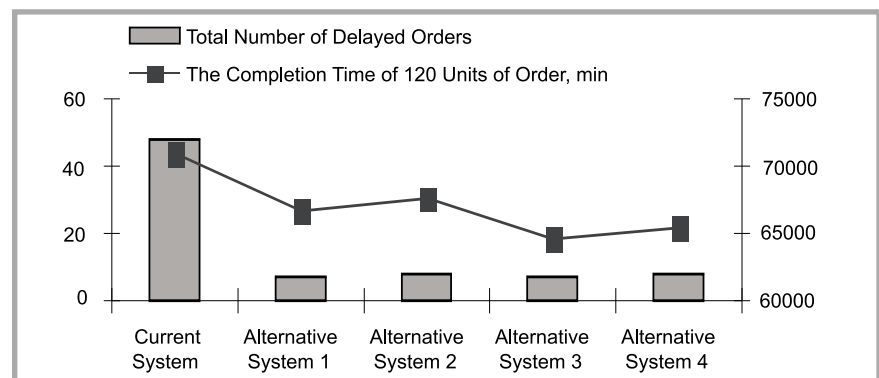 Total Number of Delayed Orders
The Completion Time of 120 Units of Order, min
60 75000
40 70000
20 65000
0 60000
Current Alternative Alternative Alternative Alternative
System System 1 System 2 System 3 System 4